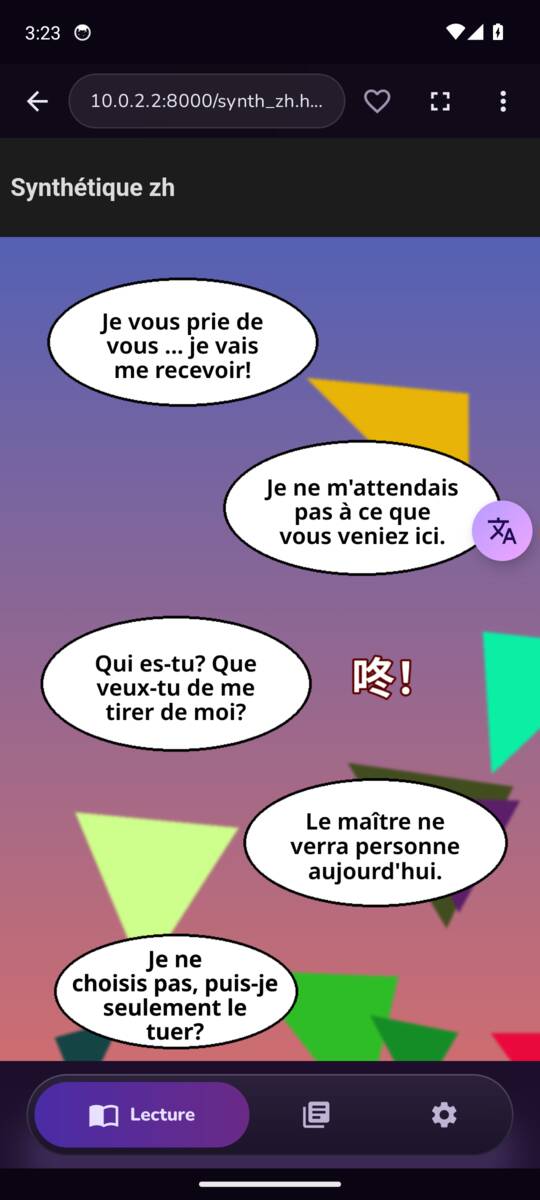 3:23
10.0.2.2:8000/synth_zh.h...
Synthétique zh
Je vous prie de
vous ... je vais
me recevoir!
Je ne m'attendais
pas à ce que
vous veniez ici.
Qui es-tu? Que
veux-tu de me
tirer de moi?
咚!
Le maître ne
verra personne
aujourd'hui.
Je ne
choisis pas, puis-je
seulement le
tuer?
Lecture